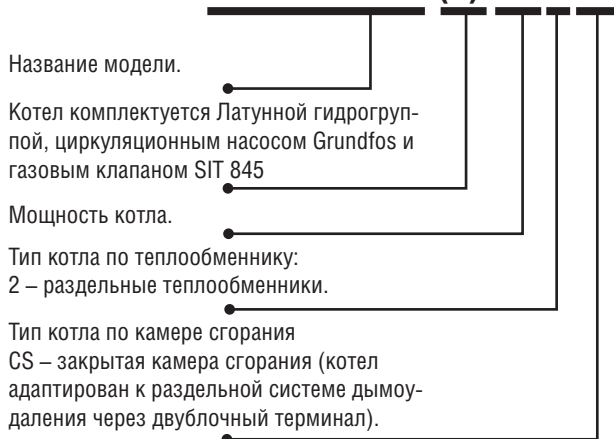 Название модели.
Котел комплектуется Латунной гидрогруп-
пой, циркуляционным насосом Grundfos и
газовым клапаном SIT 845
Мощность котла.
Тип котла по теплообменнику:
2 – раздельные теплообменники.
Тип котла по камере сгорания
CS – закрытая камера сгорания (котел
адаптирован к раздельной системе дымоу-
даления через двублочный терминал).